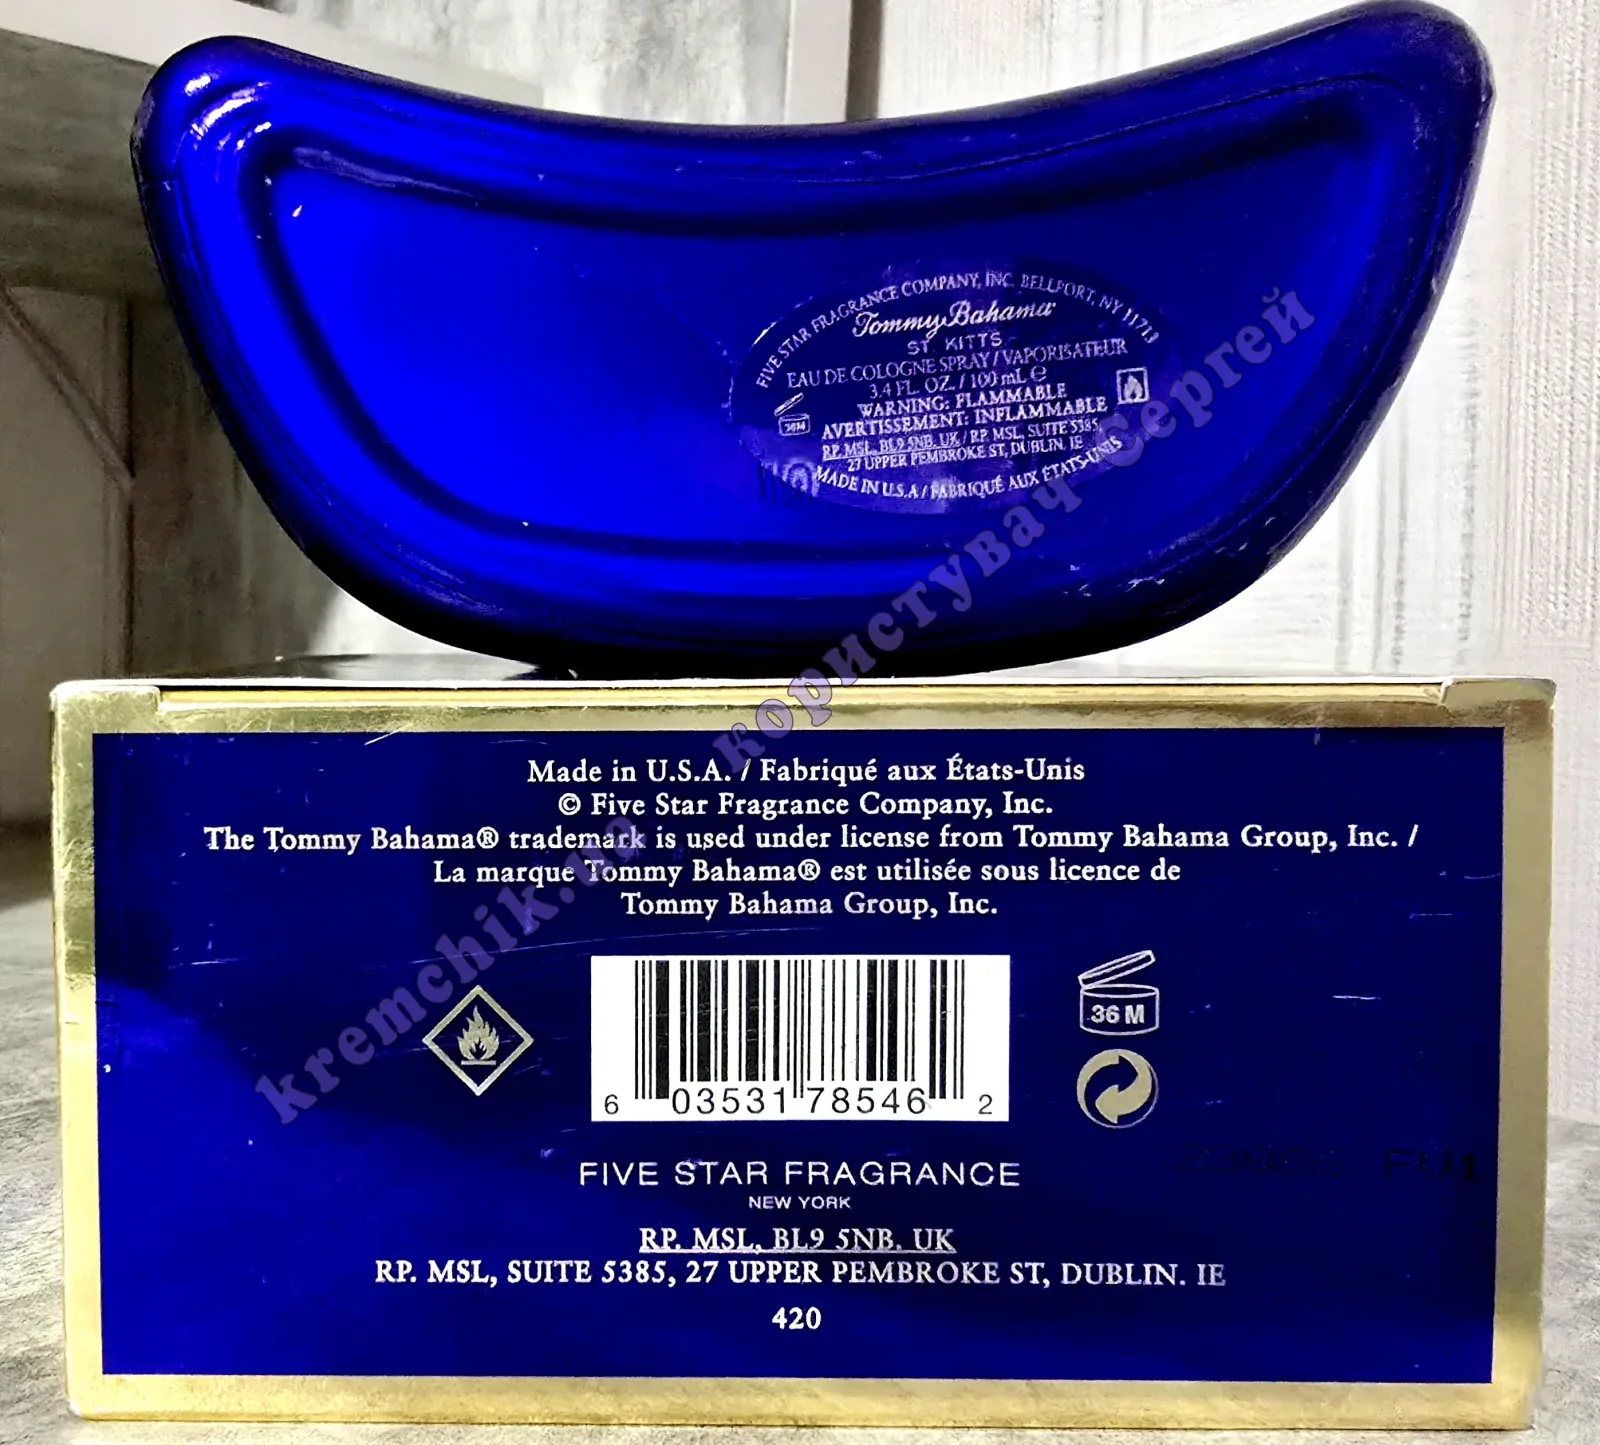 FIVE STAR FRAGRANCE COMPANY, INC. BELLPORT, NY 11713
Tommy Bahama
ST. KITTS
EAU DE COLOGNE SPRAY / VAPORISATEUR
3.4 FL. OZ. / 100 mL ℮
WARNING: FLAMMABLE
AVERTISSEMENT: INFLAMMABLE
36M
RP. MSL, BL9 5NB. UK / RP. MSL, SUITE 5385,
27 UPPER PEMBROKE ST, DUBLIN. IE
MADE IN U.S.A / FABRIQUÉ AUX ÉTATS-UNIS
Made in U.S.A. / Fabriqué aux États-Unis
© Five Star Fragrance Company, Inc.
The Tommy Bahama® trademark is used under license from Tommy Bahama Group, Inc. /
La marque Tommy Bahama® est utilisée sous licence de
Tommy Bahama Group, Inc.
36 M
6 03531 78546 2
FIVE STAR FRAGRANCE
NEW YORK
RP. MSL, BL9 5NB. UK
RP. MSL, SUITE 5385, 27 UPPER PEMBROKE ST, DUBLIN. IE
420
kremchik.ua користувач Сергей